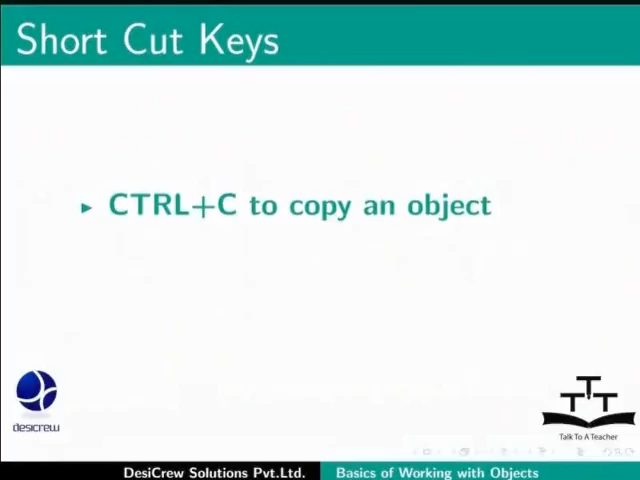 Short Cut Keys
▶ CTRL+C to copy an object
desicrew
T T T
Talk To A Teacher
DesiCrew Solutions Pvt.Ltd. Basics of Working with Objects